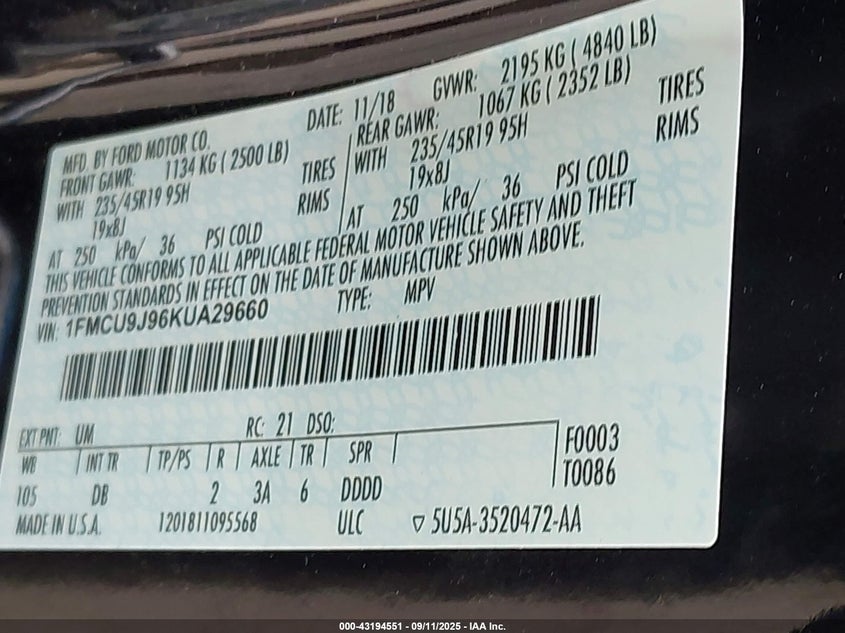 MFD. BY FORD MOTOR CO.
DATE: 11/18 GVWR: 2195 KG ( 4840 LB)
FRONT GAWR: 1134 KG ( 2500 LB)
REAR GAWR: 1067 KG ( 2352 LB)
WITH 235/45R19 95H TIRES
WITH 235/45R19 95H TIRES
19x8J RIMS
19x8J RIMS
AT 250 kPa/ 36 PSI COLD
AT 250 kPa/ 36 PSI COLD
THIS VEHICLE CONFORMS TO ALL APPLICABLE FEDERAL MOTOR VEHICLE SAFETY AND THEFT
PREVENTION STANDARDS IN EFFECT ON THE DATE OF MANUFACTURE SHOWN ABOVE.
VIN: 1FMCU9J96KUA29660 TYPE: MPV
EXT PNT: UM RC: 21 DSO:
WB INT TR TP/PS R AXLE TR SPR
105 DB 2 3A 6 DDDD
F0003
T0086
MADE IN U.S.A. 1201811095568 ULC 5U5A-3520472-AA
000-43194551 - 09/11/2025 - IAA Inc.